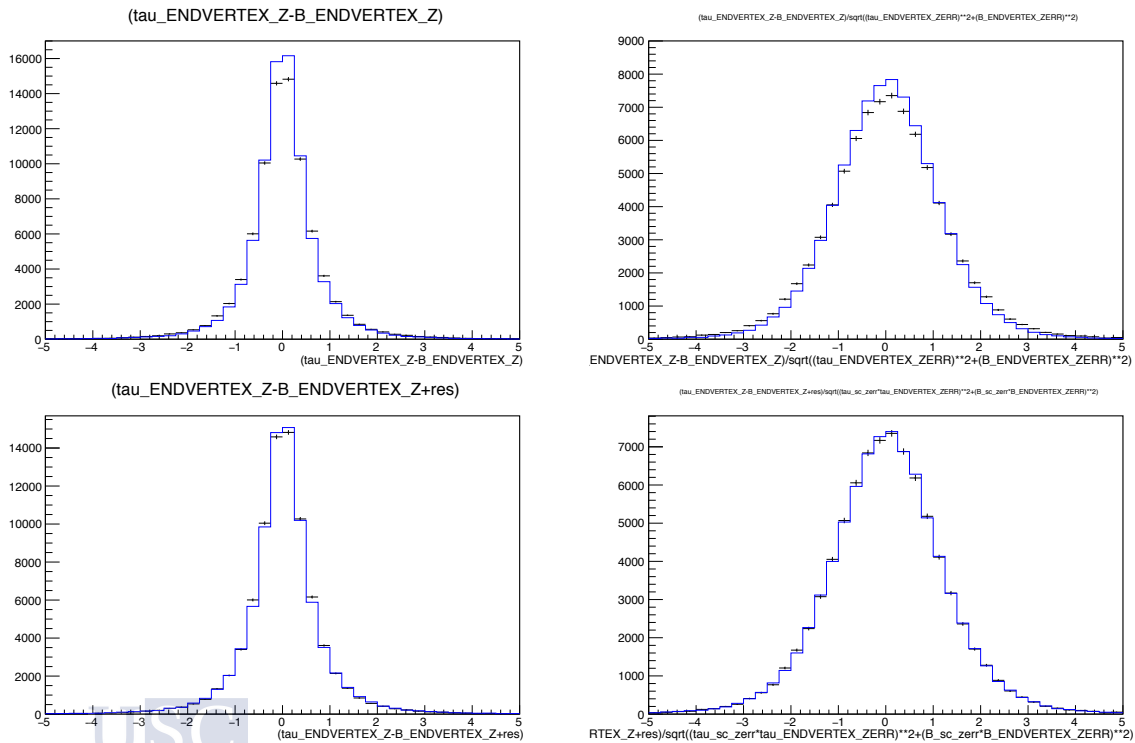 (tau_ENDVERTEX_Z-B_ENDVERTEX_Z)
16000
14000
12000
10000
8000
6000
4000
2000
0
−5 −4 −3 −2 −1 0 1 2 3 4 5
(tau_ENDVERTEX_Z-B_ENDVERTEX_Z)
(tau_ENDVERTEX_Z-B_ENDVERTEX_Z)/sqrt((tau_ENDVERTEX_ZERR)**2+(B_ENDVERTEX_ZERR)**2)
9000
8000
7000
6000
5000
4000
3000
2000
1000
0
−5 −4 −3 −2 −1 0 1 2 3 4 5
ENDVERTEX_Z-B_ENDVERTEX_Z)/sqrt((tau_ENDVERTEX_ZERR)**2+(B_ENDVERTEX_ZERR)**2)
(tau_ENDVERTEX_Z-B_ENDVERTEX_Z+res)
14000
12000
10000
8000
6000
4000
2000
0
−5 −4 −3 −2 −1 0 1 2 3 4 5
(tau_ENDVERTEX_Z-B_ENDVERTEX_Z+res)
USC
(tau_ENDVERTEX_Z-B_ENDVERTEX_Z+res)/sqrt((tau_sc_zerr*tau_ENDVERTEX_ZERR)**2+(B_sc_zerr*B_ENDVERTEX_ZERR)**2)
7000
6000
5000
4000
3000
2000
1000
0
−5 −4 −3 −2 −1 0 1 2 3 4 5
RTEX_Z+res)/sqrt((tau_sc_zerr*tau_ENDVERTEX_ZERR)**2+(B_sc_zerr*B_ENDVERTEX_ZERR)**2)